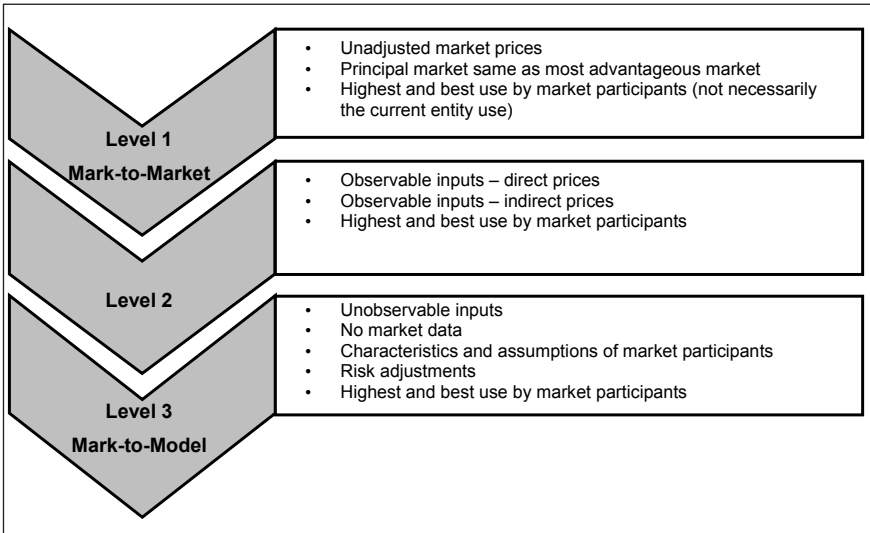 Level 1
Mark-to-Market
• Unadjusted market prices
• Principal market same as most advantageous market
• Highest and best use by market participants (not necessarily
the current entity use)
Level 2
• Observable inputs – direct prices
• Observable inputs – indirect prices
• Highest and best use by market participants
Level 3
Mark-to-Model
• Unobservable inputs
• No market data
• Characteristics and assumptions of market participants
• Risk adjustments
• Highest and best use by market participants